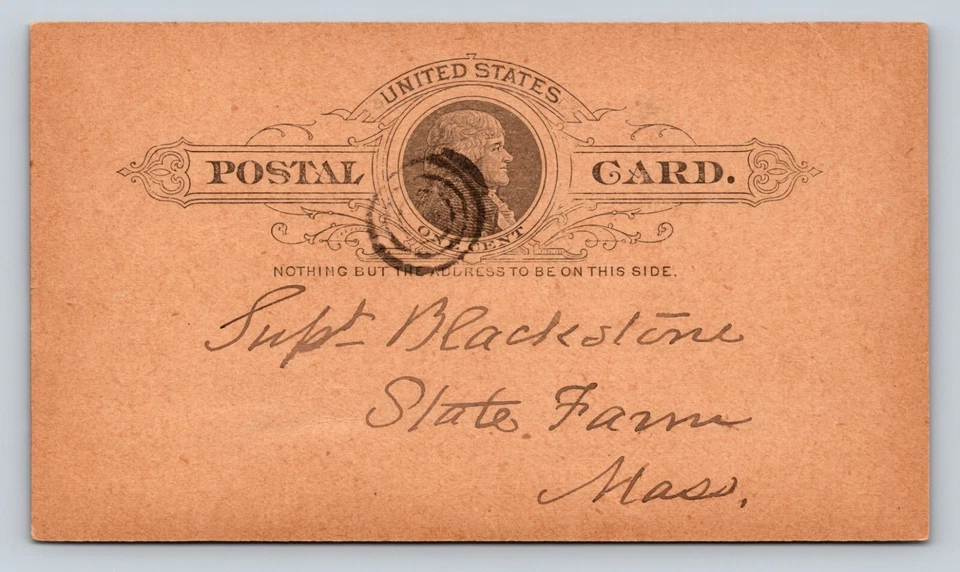 UNITED STATES
POSTAL CARD.
ONE CENT
NOTHING BUT THE ADDRESS TO BE ON THIS SIDE.
Supt Blackstone
State Farm
Mass.